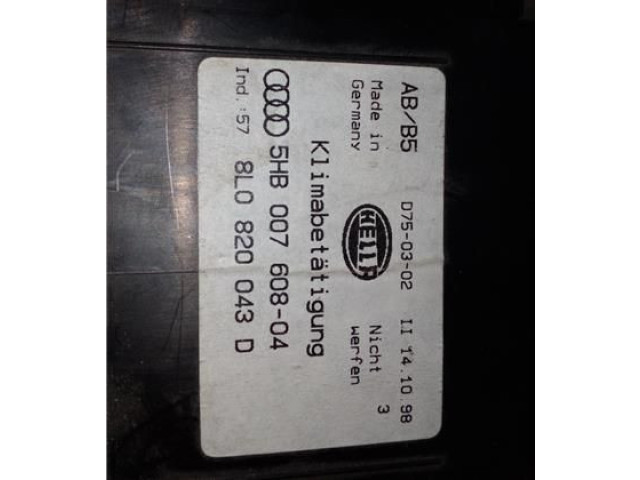 AB/B5 D75-03-02 II 14.10.98
Made in Germany HELLA Nicht werfen 3
Klimabetätigung
5HB 007 608-04
Ind.:57 8L0 820 043 D